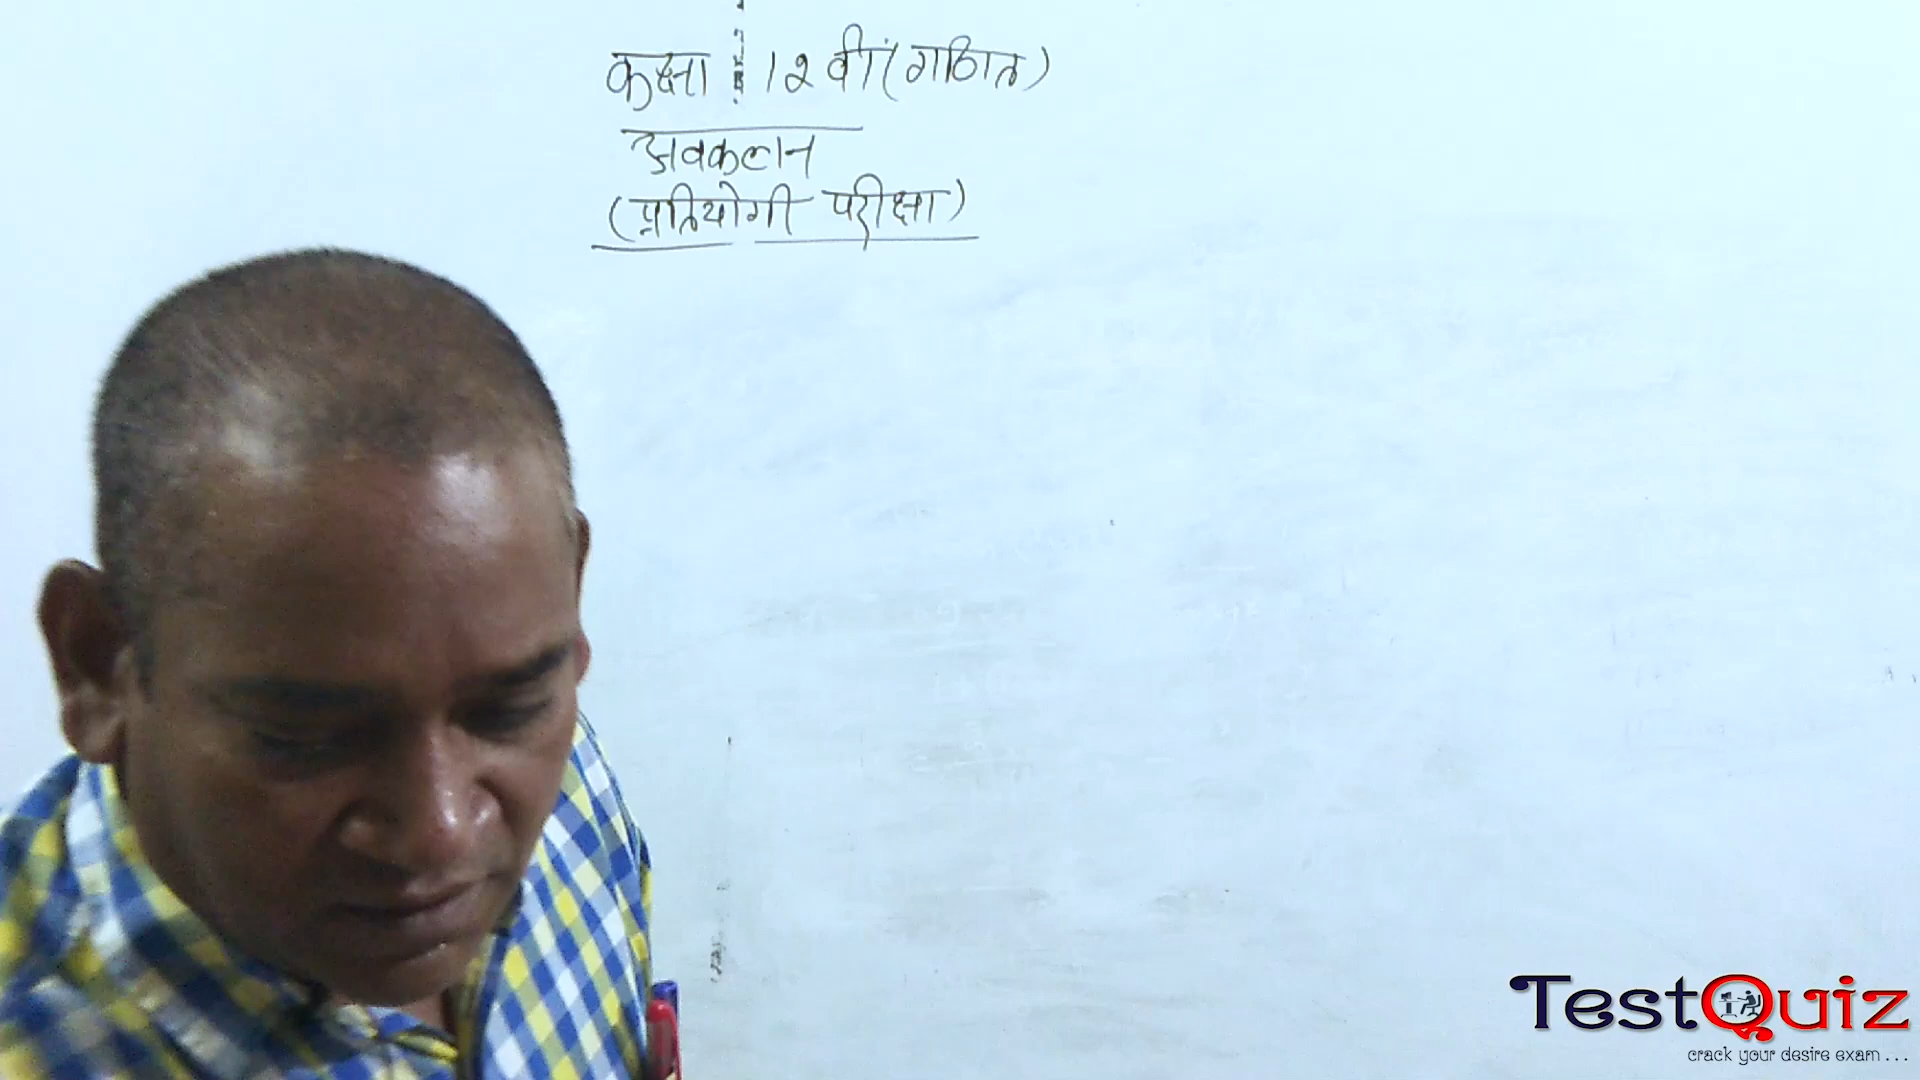 कक्षा 12 वीं (गणित)
अवकलन
(प्रतियोगी परीक्षा)
TestQuiz
crack your desire exam . . .